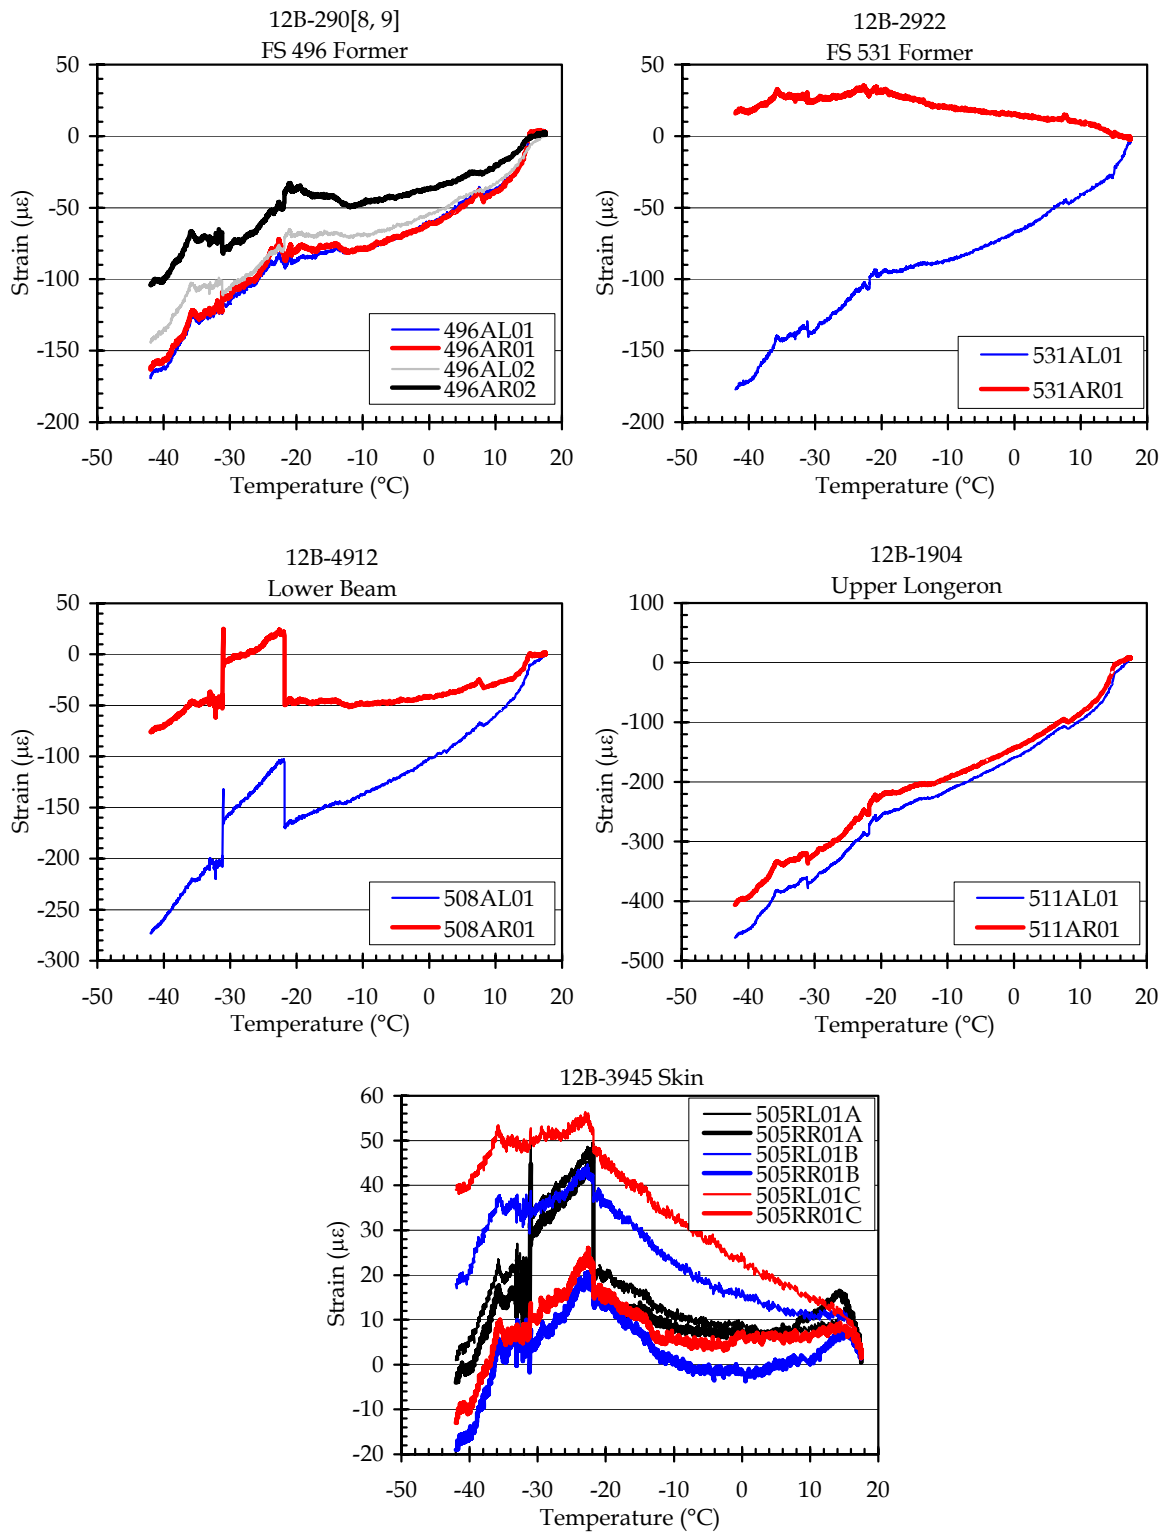 12B-290[8, 9]
FS 496 Former
50
0
-50
-100
-150
-200
Strain (µε)
496AL01
496AR01
496AL02
496AR02
-50 -40 -30 -20 -10 0 10 20
Temperature (°C)
12B-2922
FS 531 Former
50
0
-50
-100
-150
-200
Strain (µε)
531AL01
531AR01
-50 -40 -30 -20 -10 0 10 20
Temperature (°C)
12B-4912
Lower Beam
50
0
-50
-100
-150
-200
-250
-300
Strain (µε)
508AL01
508AR01
-50 -40 -30 -20 -10 0 10 20
Temperature (°C)
12B-1904
Upper Longeron
100
0
-100
-200
-300
-400
-500
Strain (µε)
511AL01
511AR01
-50 -40 -30 -20 -10 0 10 20
Temperature (°C)
12B-3945 Skin
60
50
40
30
20
10
0
-10
-20
Strain (µε)
505RL01A
505RR01A
505RL01B
505RR01B
505RL01C
505RR01C
-50 -40 -30 -20 -10 0 10 20
Temperature (°C)